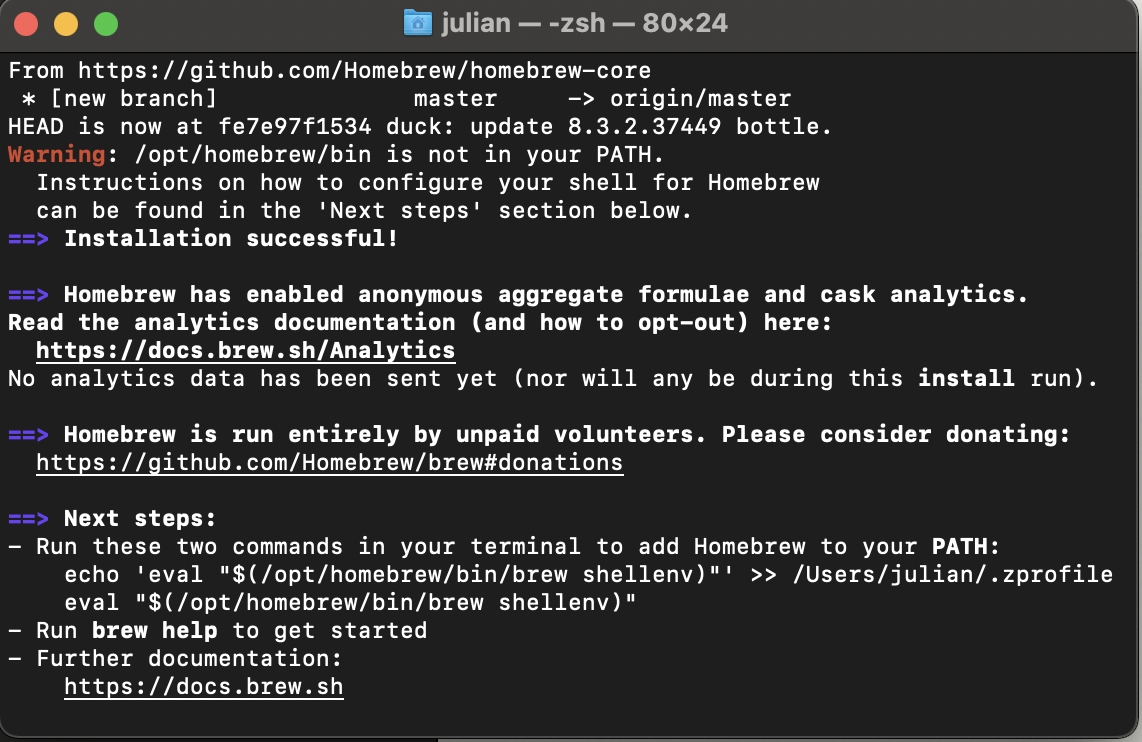 julian — -zsh — 80×24
From https://github.com/Homebrew/homebrew-core
 * [new branch]              master     -> origin/master
HEAD is now at fe7e97f1534 duck: update 8.3.2.37449 bottle.
Warning: /opt/homebrew/bin is not in your PATH.
  Instructions on how to configure your shell for Homebrew
  can be found in the 'Next steps' section below.
==> Installation successful!

==> Homebrew has enabled anonymous aggregate formulae and cask analytics.
Read the analytics documentation (and how to opt-out) here:
  https://docs.brew.sh/Analytics
No analytics data has been sent yet (nor will any be during this install run).

==> Homebrew is run entirely by unpaid volunteers. Please consider donating:
  https://github.com/Homebrew/brew#donations

==> Next steps:
- Run these two commands in your terminal to add Homebrew to your PATH:
    echo 'eval "$(/opt/homebrew/bin/brew shellenv)"' >> /Users/julian/.zprofile
    eval "$(/opt/homebrew/bin/brew shellenv)"
- Run brew help to get started
- Further documentation:
    https://docs.brew.sh